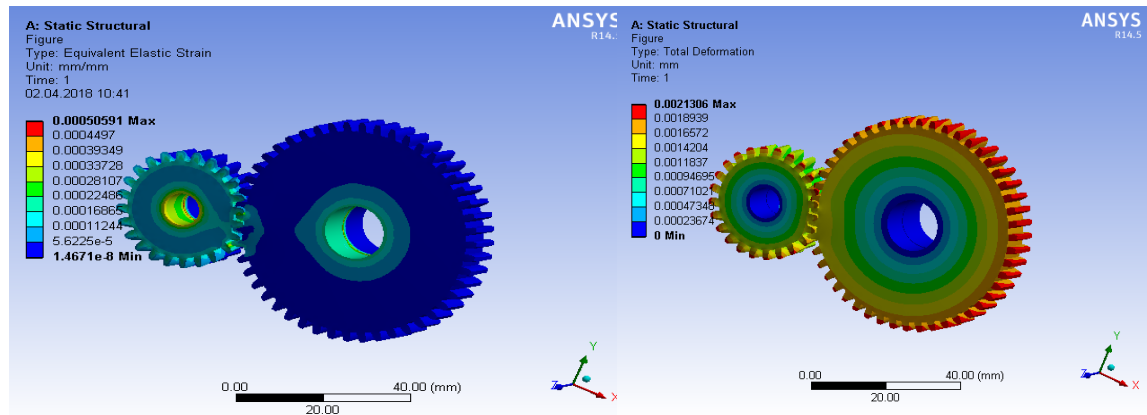 A: Static Structural
Figure
Type: Equivalent Elastic Strain
Unit: mm/mm
Time: 1
02.04.2018 10:41
ANSYS
R14.
0.00050591 Max
0.0004497
0.00039349
0.00033728
0.00028107
0.00022486
0.00016865
0.00011244
5.6225e-5
1.4671e-8 Min
0.00
40.00 (mm)
20.00
Y
Z
X
A: Static Structural
Figure
Type: Total Deformation
Unit: mm
Time: 1
ANSYS
R14.5
0.0021306 Max
0.0018939
0.0016572
0.0014204
0.0011837
0.00094695
0.00071021
0.00047348
0.00023674
0 Min
0.00
40.00 (mm)
20.00
Y
Z
X